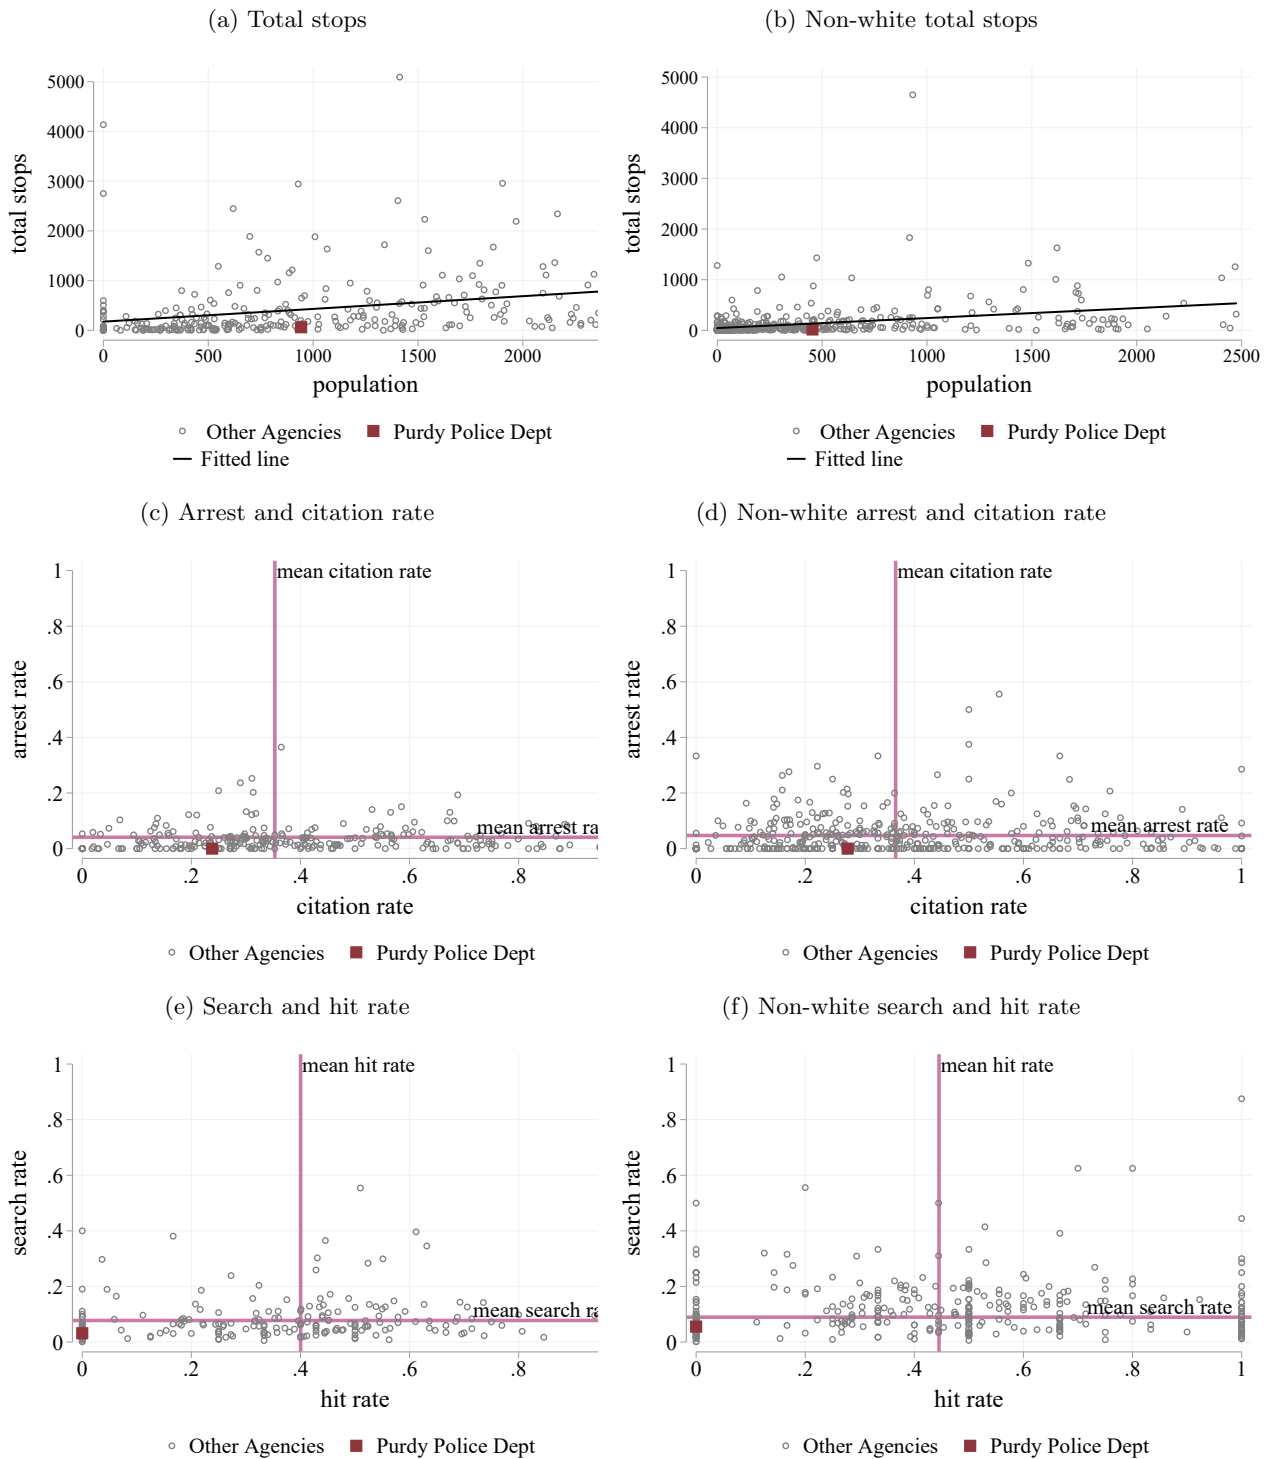 (a) Total stops
total stops
5000
4000
3000
2000
1000
0
0 500 1000 1500 2000
population
Other Agencies Purdy Police Dept
Fitted line
(b) Non-white total stops
total stops
5000
4000
3000
2000
1000
0
0 500 1000 1500 2000 2500
population
Other Agencies Purdy Police Dept
Fitted line
(c) Arrest and citation rate
arrest rate
1
.8
.6
.4
.2
0
mean citation rate
mean arrest ra
0 .2 .4 .6 .8
citation rate
Other Agencies Purdy Police Dept
(d) Non-white arrest and citation rate
arrest rate
1
.8
.6
.4
.2
0
mean citation rate
mean arrest rate
0 .2 .4 .6 .8 1
citation rate
Other Agencies Purdy Police Dept
(e) Search and hit rate
search rate
1
.8
.6
.4
.2
0
mean hit rate
mean search ra
0 .2 .4 .6 .8
hit rate
Other Agencies Purdy Police Dept
(f) Non-white search and hit rate
search rate
1
.8
.6
.4
.2
0
mean hit rate
mean search rate
0 .2 .4 .6 .8 1
hit rate
Other Agencies Purdy Police Dept